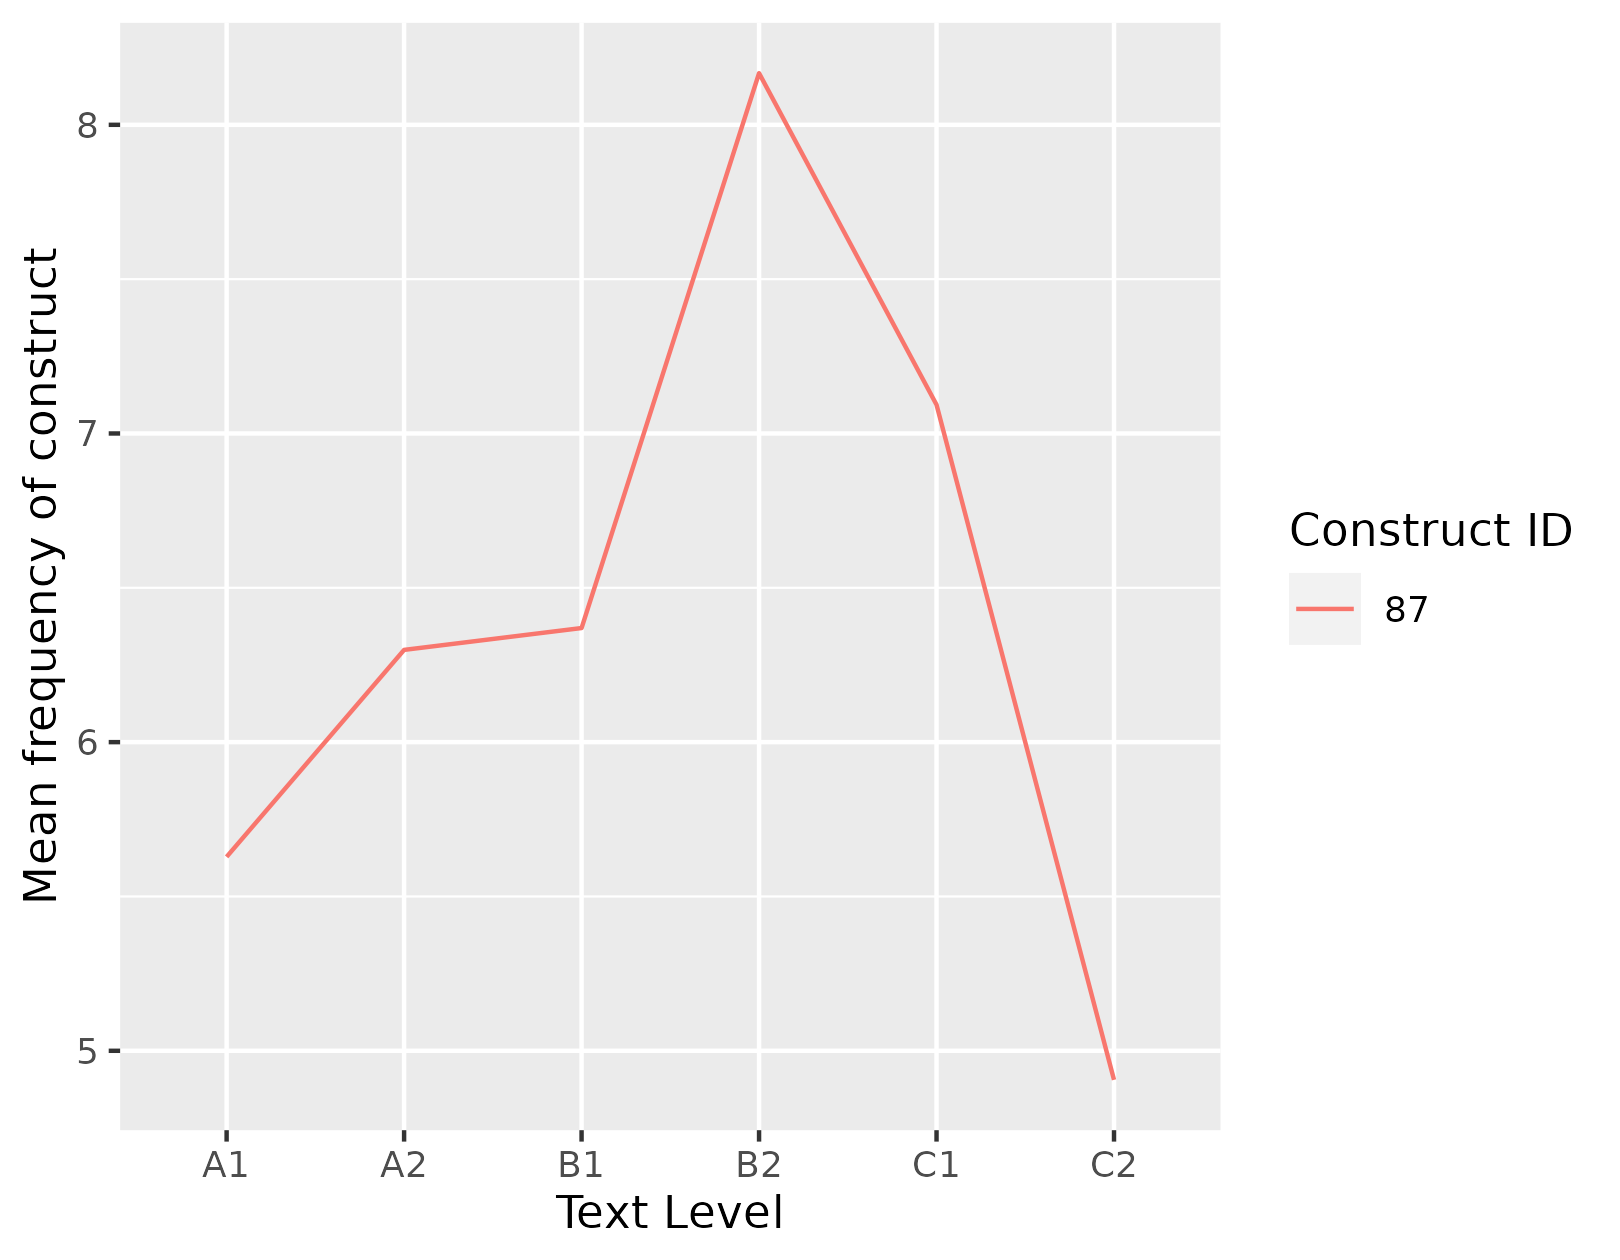 Mean frequency of construct
8
7
6
5
A1 A2 B1 B2 C1 C2
Text Level
Construct ID
87